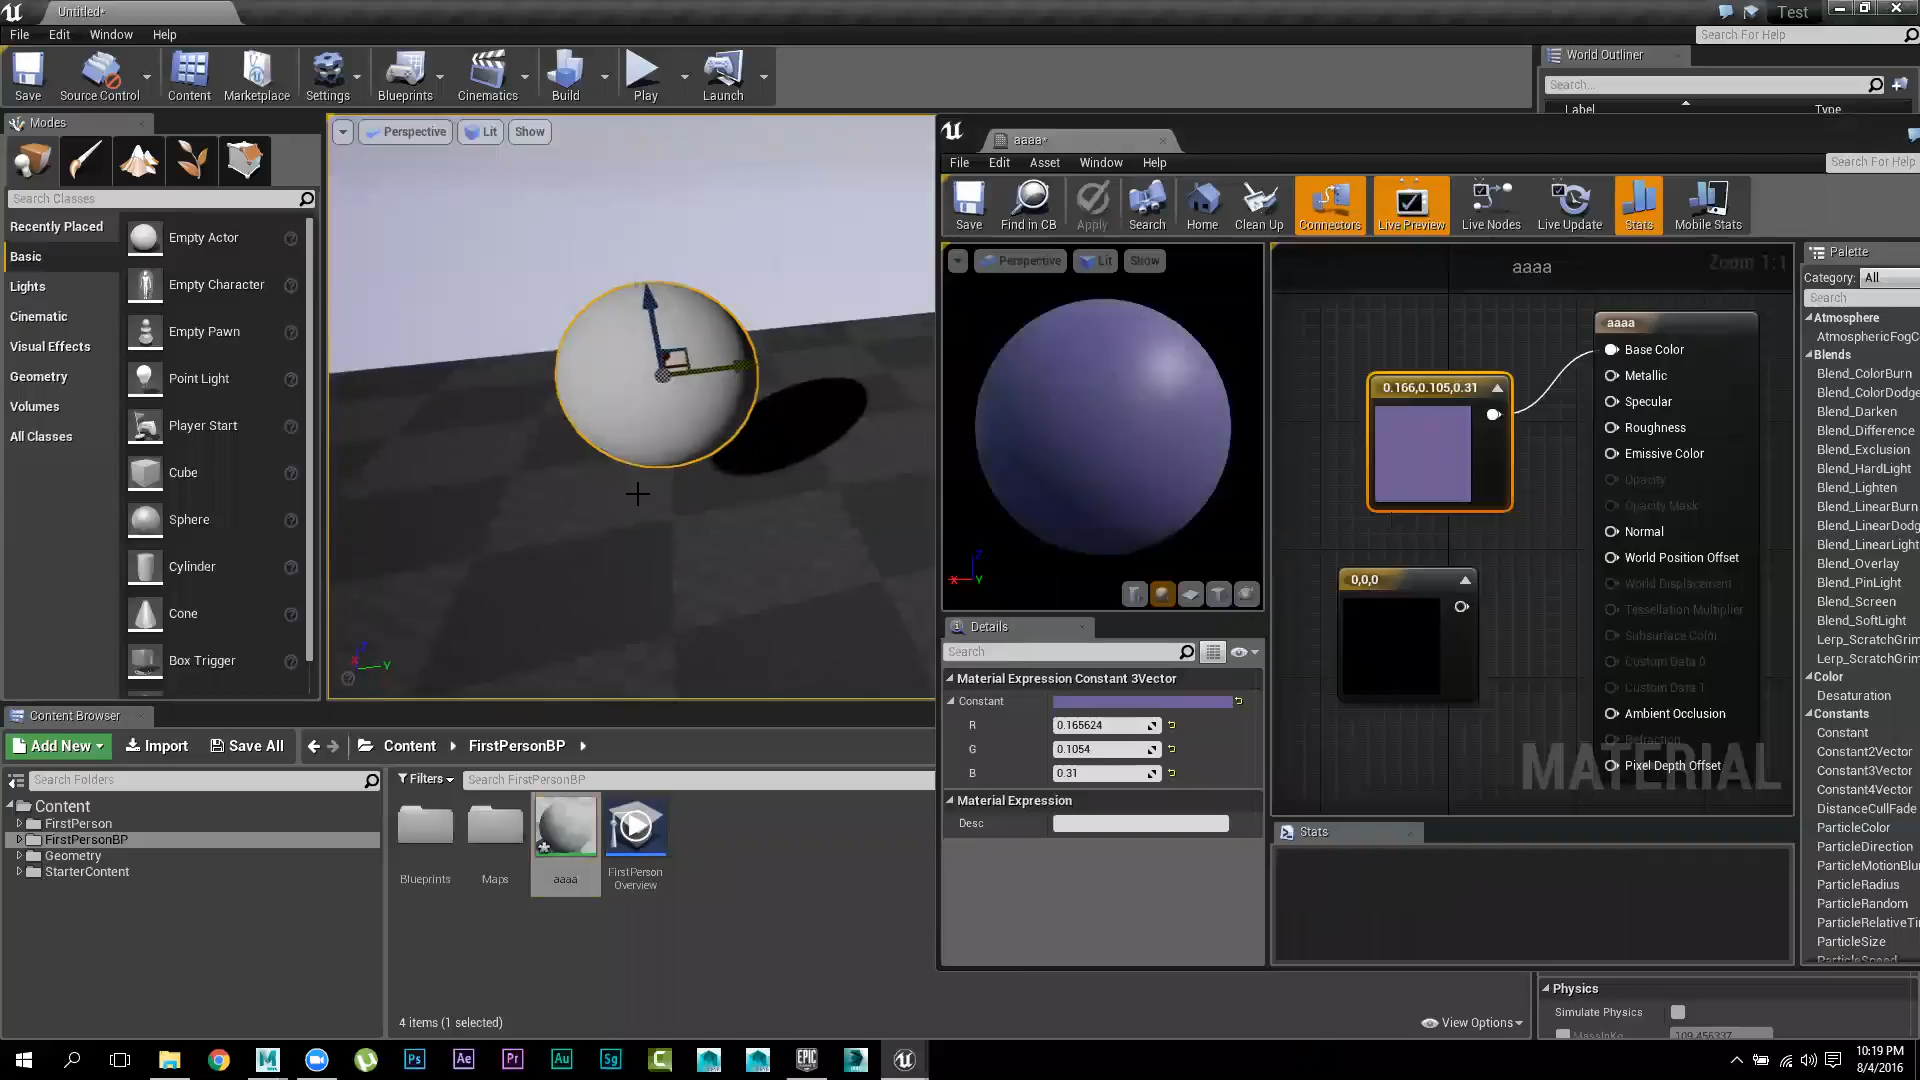 Untitled*
Test
File Edit Window Help
Search For Help
Save
Source Control
Content
Marketplace
Settings
Blueprints
Cinematics
Build
Play
Launch
World Outliner
Search...
Label
Type
Modes
Search Classes
Recently Placed
Basic
Lights
Cinematic
Visual Effects
Geometry
Volumes
All Classes
Empty Actor
Empty Character
Empty Pawn
Point Light
Player Start
Cube
Sphere
Cylinder
Cone
Box Trigger
Perspective
Lit
Show
aaaa*
File Edit Asset Window Help
Search For Help
Save
Find in CB
Apply
Search
Home
Clean Up
Connectors
Live Preview
Live Nodes
Live Update
Stats
Mobile Stats
Perspective
Lit
Show
X
Y
Z
aaaa
Zoom 1:1
0.166,0.105,0.31
0,0,0
aaaa
Base Color
Metallic
Specular
Roughness
Emissive Color
Opacity
Opacity Mask
Normal
World Position Offset
World Displacement
Tessellation Multiplier
Subsurface Color
Custom Data 0
Custom Data 1
Ambient Occlusion
Refraction
Pixel Depth Offset
MATERIAL
Palette
Category: All
Search
Atmosphere
AtmosphericFogC
Blends
Blend_ColorBurn
Blend_ColorDodge
Blend_Darken
Blend_Difference
Blend_Exclusion
Blend_HardLight
Blend_Lighten
Blend_LinearBurn
Blend_LinearDodg
Blend_LinearLight
Blend_Overlay
Blend_PinLight
Blend_Screen
Blend_SoftLight
Lerp_ScratchGrim
Lerp_ScratchGrim
Color
Desaturation
Constants
Constant
Constant2Vector
Constant3Vector
Constant4Vector
DistanceCullFade
ParticleColor
ParticleDirection
ParticleMotionBlu
ParticleRadius
ParticleRandom
ParticleRelativeTi
ParticleSize
ParticleSpeed
Details
Search
Material Expression Constant 3Vector
Constant
R 0.165624
G 0.1054
B 0.31
Material Expression
Desc
Stats
Content Browser
Add New
Import
Save All
Content
FirstPersonBP
Search Folders
Filters
Search FirstPersonBP
Content
FirstPerson
FirstPersonBP
Geometry
StarterContent
Blueprints
Maps
aaaa
FirstPerson
Overview
4 items (1 selected)
View Options
Physics
Simulate Physics
MassInKg
109.456337
Ps
Ae
Pr
Au
Sg
EPIC
10:19 PM
8/4/2016